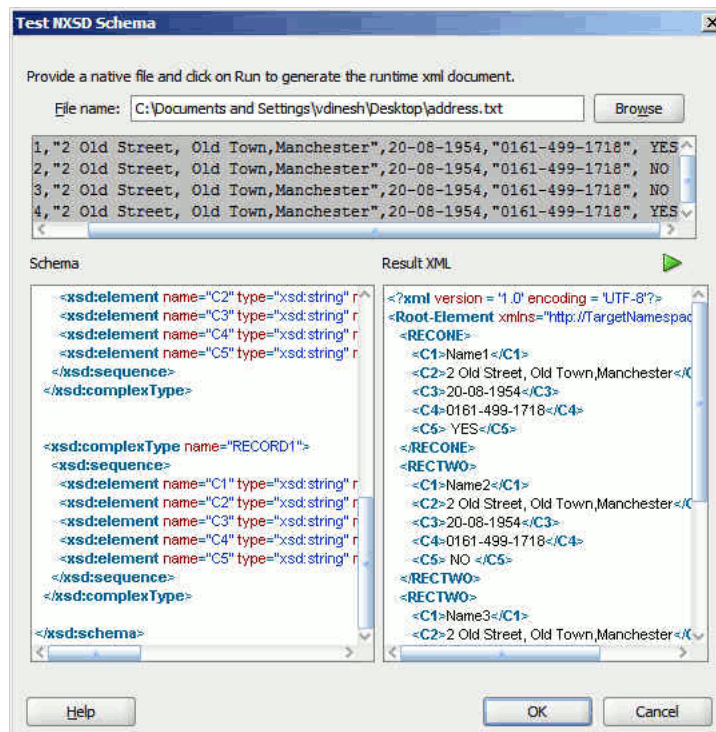 Test NXSD Schema
Provide a native file and click on Run to generate the runtime xml document.
File name: C:\Documents and Settings\vdinesh\Desktop\address.txt Browse
1,"2 Old Street, Old Town,Manchester",20-08-1954,"0161-499-1718", YES
2,"2 Old Street, Old Town,Manchester",20-08-1954,"0161-499-1718", NO
3,"2 Old Street, Old Town,Manchester",20-08-1954,"0161-499-1718", NO
4,"2 Old Street, Old Town,Manchester",20-08-1954,"0161-499-1718", YES
Schema
<xsd:element name="C2" type="xsd:string"
<xsd:element name="C3" type="xsd:string"
<xsd:element name="C4" type="xsd:string"
<xsd:element name="C5" type="xsd:string"
</xsd:sequence>
</xsd:complexType>
<xsd:complexType name="RECORD1">
<xsd:sequence>
<xsd:element name="C1" type="xsd:string"
<xsd:element name="C2" type="xsd:string"
<xsd:element name="C3" type="xsd:string"
<xsd:element name="C4" type="xsd:string"
<xsd:element name="C5" type="xsd:string"
</xsd:sequence>
</xsd:complexType>
</xsd:schema>
Result XML
<?xml version = '1.0' encoding = 'UTF-8'?>
<Root-Element xmlns="http://TargetNamespac
<RECONE>
<C1>Name1</C1>
<C2>2 Old Street, Old Town,Manchester</C
<C3>20-08-1954</C3>
<C4>0161-499-1718</C4>
<C5> YES</C5>
</RECONE>
<RECTWO>
<C1>Name2</C1>
<C2>2 Old Street, Old Town,Manchester</C
<C3>20-08-1954</C3>
<C4>0161-499-1718</C4>
<C5> NO </C5>
</RECTWO>
<RECTWO>
<C1>Name3</C1>
<C2>2 Old Street, Old Town,Manchester</C
Help OK Cancel